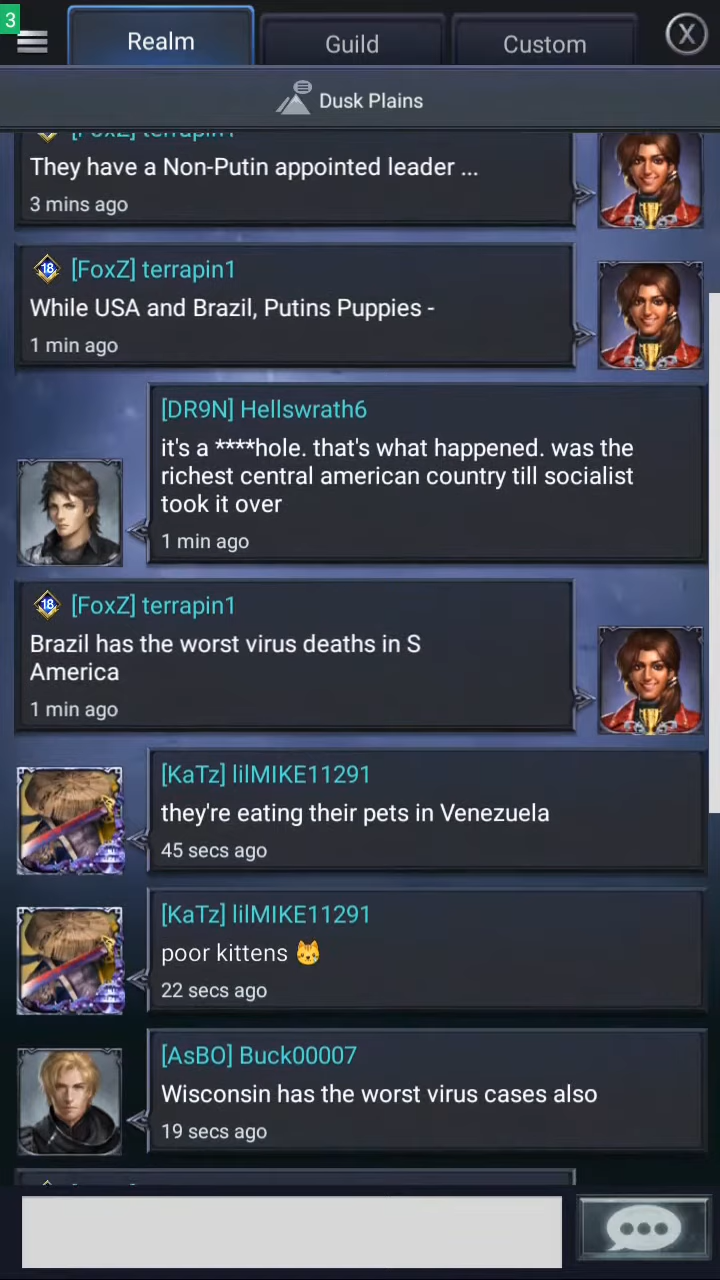 3
Realm
Guild
Custom
X
Dusk Plains
[FoxZ] terrapin1
They have a Non-Putin appointed leader ...
3 mins ago
18 [FoxZ] terrapin1
While USA and Brazil, Putins Puppies -
1 min ago
[DR9N] Hellswrath6
it's a ****hole. that's what happened. was the
richest central american country till socialist
took it over
1 min ago
18 [FoxZ] terrapin1
Brazil has the worst virus deaths in S
America
1 min ago
[KaTz] lilMIKE11291
they're eating their pets in Venezuela
45 secs ago
[KaTz] lilMIKE11291
poor kittens 😿
22 secs ago
[AsBO] Buck00007
Wisconsin has the worst virus cases also
19 secs ago